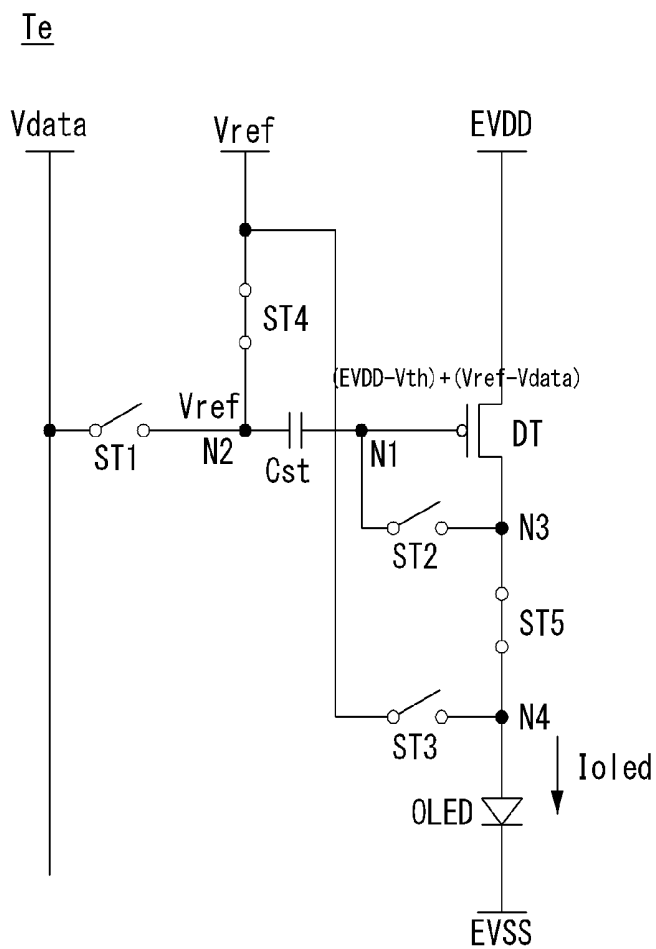 Te
Vdata
Vref
EVDD
ST4
(EVDD-Vth)+(Vref-Vdata)
Vref
ST1
N2
Cst
N1
DT
ST2
N3
ST5
ST3
N4
Ioled
OLED
EVSS